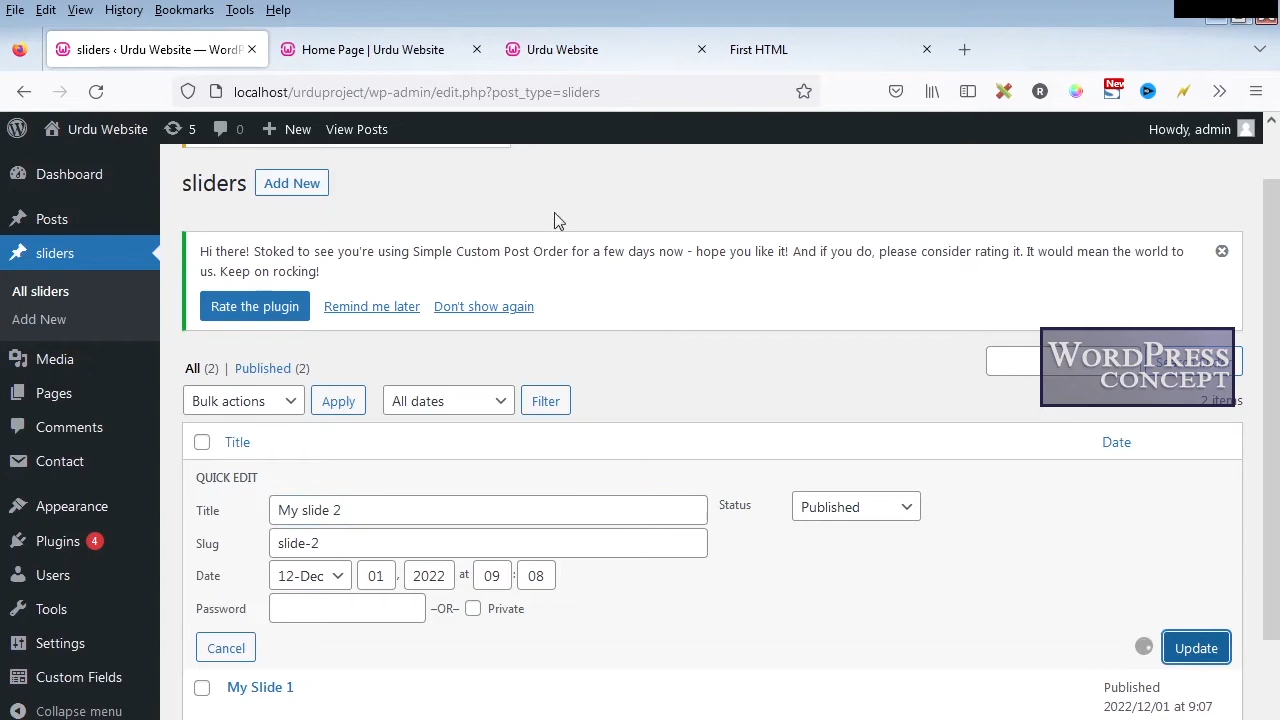 File Edit View History Bookmarks Tools Help
sliders ‹ Urdu Website — WordP
Home Page | Urdu Website
Urdu Website
First HTML
localhost/urduproject/wp-admin/edit.php?post_type=sliders
New
Urdu Website 5 0 New View Posts
Howdy, admin
Dashboard
Posts
sliders
All sliders
Add New
Media
Pages
Comments
Contact
Appearance
Plugins 4
Users
Tools
Settings
Custom Fields
Collapse menu
sliders Add New
Hi there! Stoked to see you're using Simple Custom Post Order for a few days now - hope you like it! And if you do, please consider rating it. It would mean the world to
us. Keep on rocking!
Rate the plugin Remind me later Don't show again
All (2) | Published (2)
WORDPRESS
CONCEPT
Bulk actions Apply All dates Filter
2 items
Title Date
QUICK EDIT
Title My slide 2 Status Published
Slug slide-2
Date 12-Dec 01 , 2022 at 09 : 08
Password –OR– Private
Cancel Update
My Slide 1 Published
2022/12/01 at 9:07